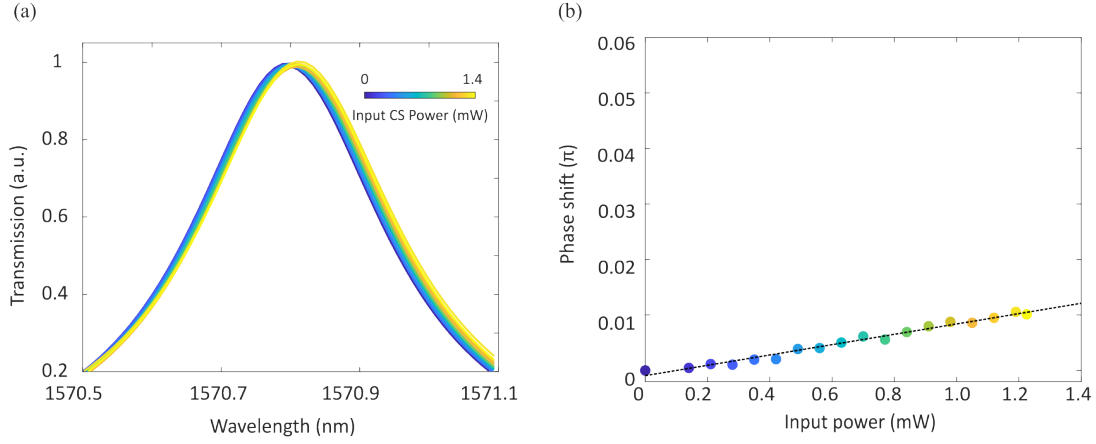 (a)
Transmission (a.u.)
1
0.8
0.6
0.4
0.2
0 1.4
Input CS Power (mW)
1570.5 1570.7 1570.9 1571.1
Wavelength (nm)
(b)
Phase shift (π)
0.06
0.05
0.04
0.03
0.02
0.01
0
0 0.2 0.4 0.6 0.8 1.0 1.2 1.4
Input power (mW)